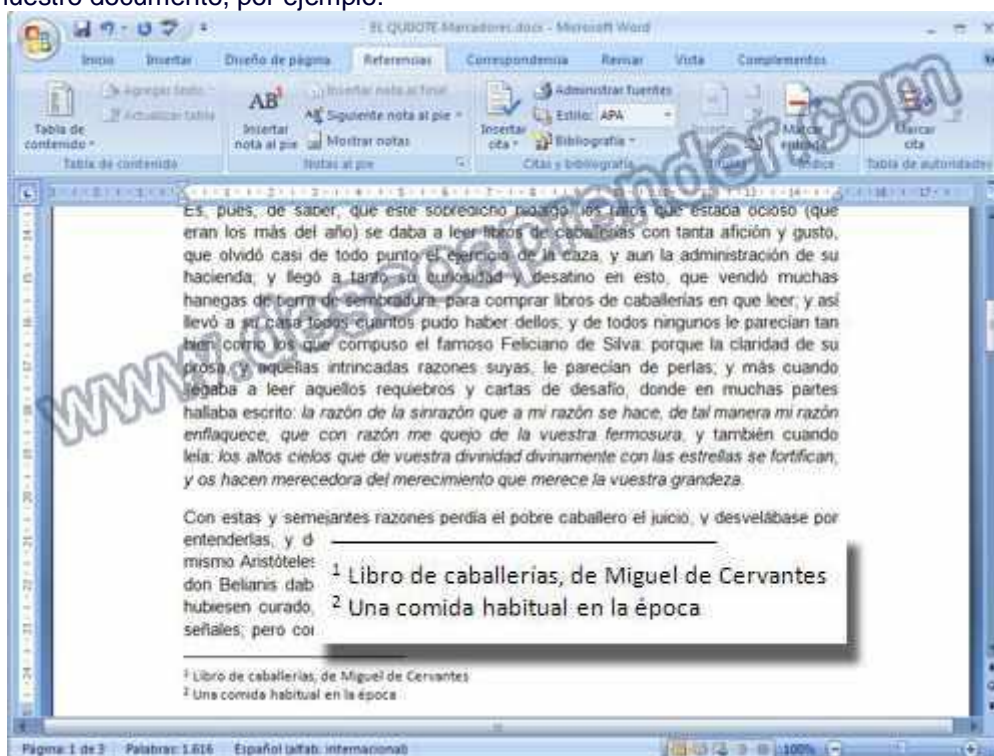 nuestro documento, por ejemplo:
EL QUIJOTE-Marcadores.docx - Microsoft Word
Inicio Insertar Diseño de página Referencias Correspondencia Revisar Vista Complementos
Agregar texto
Actualizar tabla
Tabla de contenido
AB¹
Insertar nota al pie
Insertar nota al final
Siguiente nota al pie
Mostrar notas
Insertar cita
Administrar fuentes
Estilo: APA
Bibliografía
Marcar entrada
Marcar cita
Tabla de contenido Notas al pie Citas y bibliografía Índice Tabla de autoridades
www.daseaprender.com
Es, pues, de saber, que este sobredicho hidalgo, los ratos que estaba ocioso (que
eran los más del año) se daba a leer libros de caballerías con tanta afición y gusto,
que olvidó casi de todo punto el ejercicio de la caza, y aun la administración de su
hacienda; y llegó a tanto su curiosidad y desatino en esto, que vendió muchas
hanegas de tierra de sembradura, para comprar libros de caballerías en que leer; y así
llevó a su casa todos cuantos pudo haber dellos; y de todos ningunos le parecían tan
bien como los que compuso el famoso Feliciano de Silva: porque la claridad de su
prosa, y aquellas intrincadas razones suyas, le parecían de perlas; y más cuando
llegaba a leer aquellos requiebros y cartas de desafío, donde en muchas partes
hallaba escrito: la razón de la sinrazón que a mi razón se hace, de tal manera mi razón
enflaquece, que con razón me quejo de la vuestra fermosura, y también cuando
leía: los altos cielos que de vuestra divinidad divinamente con las estrellas se fortifican,
y os hacen merecedora del merecimiento que merece la vuestra grandeza.
Con estas y semejantes razones perdía el pobre caballero el juicio, y desvelábase por
entenderlas, y d
mismo Aristóteles
don Belianis dab
hubiesen curado,
señales; pero co
¹ Libro de caballerías, de Miguel de Cervantes
² Una comida habitual en la época
¹ Libro de caballerías, de Miguel de Cervantes
² Una comida habitual en la época
Página: 1 de 3 Palabras: 1.616 Español (alfab. internacional) 100%